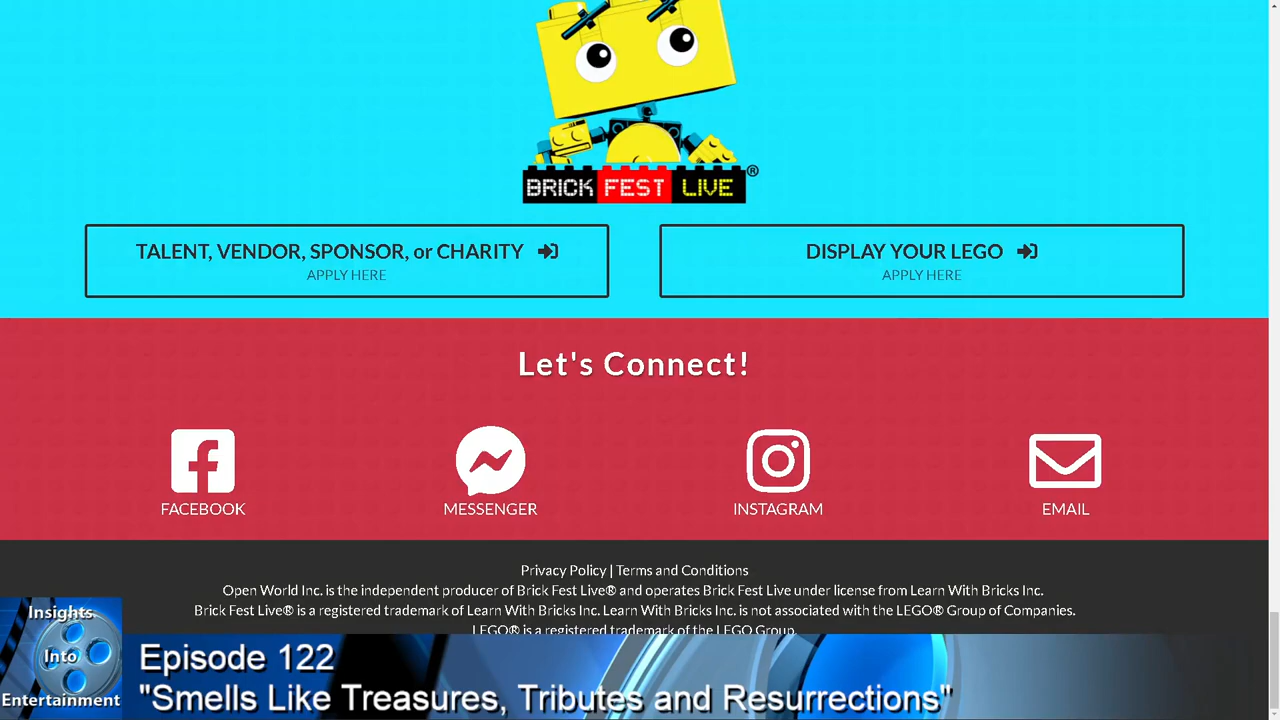 BRICK FEST LIVE®
TALENT, VENDOR, SPONSOR, or CHARITY
APPLY HERE
DISPLAY YOUR LEGO
APPLY HERE
Let's Connect!
FACEBOOK
MESSENGER
INSTAGRAM
EMAIL
Privacy Policy | Terms and Conditions
Open World Inc. is the independent producer of Brick Fest Live® and operates Brick Fest Live under license from Learn With Bricks Inc.
Brick Fest Live® is a registered trademark of Learn With Bricks Inc. Learn With Bricks Inc. is not associated with the LEGO® Group of Companies.
LEGO® is a registered trademark of the LEGO Group.
Insights
Into
Entertainment
Episode 122
"Smells Like Treasures, Tributes and Resurrections"